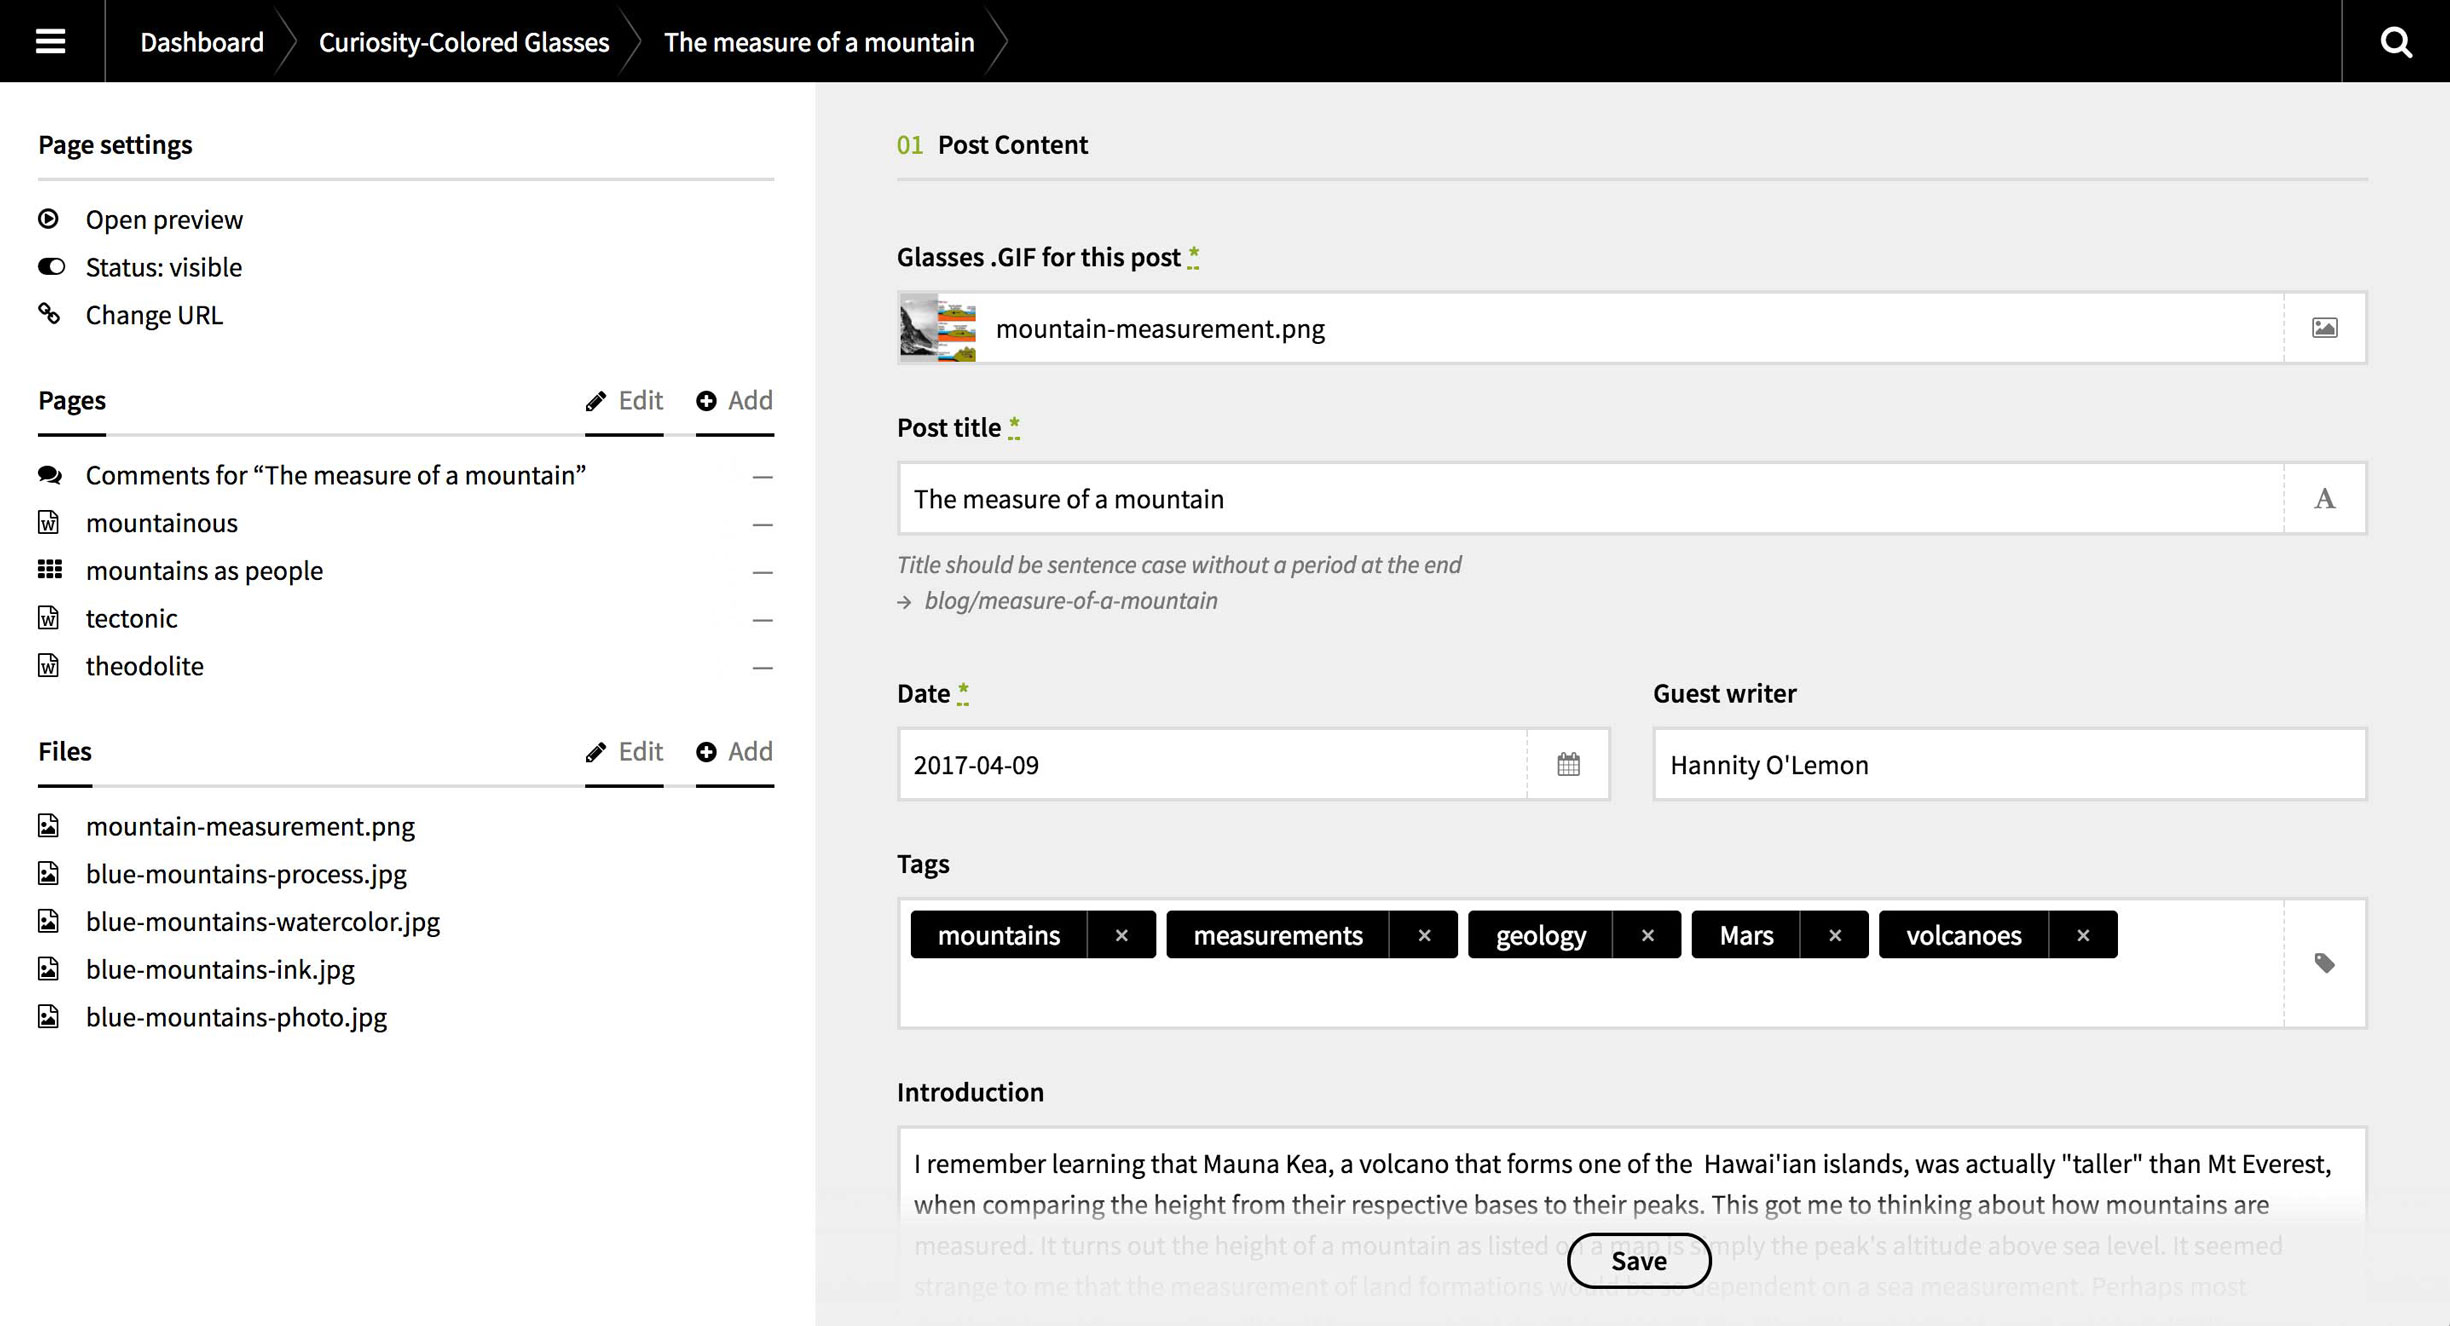 Dashboard
Curiosity-Colored Glasses
The measure of a mountain
Page settings
Open preview
Status: visible
Change URL
Pages
Edit
Add
Comments for “The measure of a mountain”
mountainous
mountains as people
tectonic
theodolite
Files
Edit
Add
mountain-measurement.png
blue-mountains-process.jpg
blue-mountains-watercolor.jpg
blue-mountains-ink.jpg
blue-mountains-photo.jpg
01 Post Content
Glasses .GIF for this post *
mountain-measurement.png
Post title *
The measure of a mountain
Title should be sentence case without a period at the end
→ blog/measure-of-a-mountain
Date *
2017-04-09
Guest writer
Hannity O'Lemon
Tags
mountains × measurements × geology × Mars × volcanoes ×
Introduction
I remember learning that Mauna Kea, a volcano that forms one of the Hawai'ian islands, was actually "taller" than Mt Everest,
when comparing the height from their respective bases to their peaks. This got me to thinking about how mountains are
measured. It turns out the height of a mountain as listed on a map is simply the peak's altitude above sea level. It seemed
strange to me that the measurement of land formations would be so dependent on a sea measurement. Perhaps most
Save